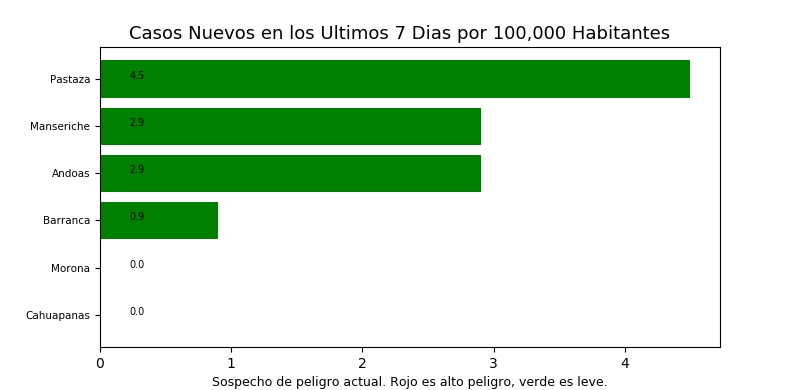 Casos Nuevos en los Ultimos 7 Dias por 100,000 Habitantes
Pastaza 4.5
Manseriche 2.9
Andoas 2.9
Barranca 0.9
Morona 0.0
Cahuapanas 0.0
0 1 2 3 4
Sospecho de peligro actual. Rojo es alto peligro, verde es leve.